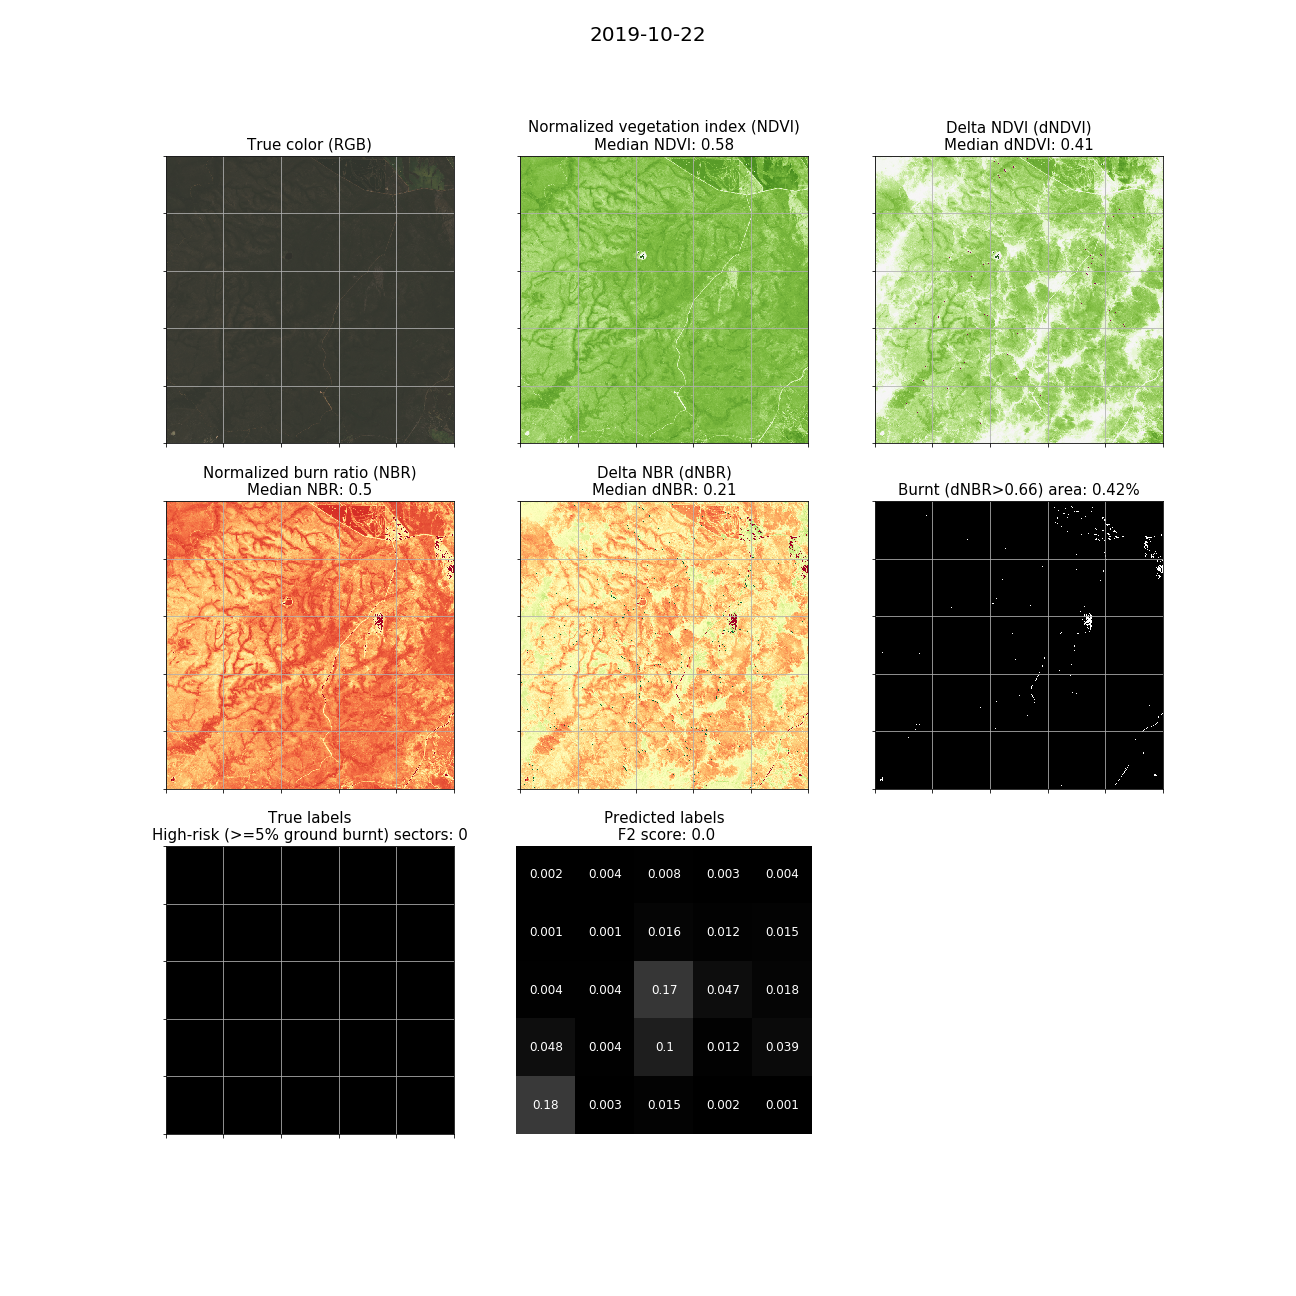 2019-10-22
True color (RGB)
Normalized vegetation index (NDVI)
Median NDVI: 0.58
Delta NDVI (dNDVI)
Median dNDVI: 0.41
Normalized burn ratio (NBR)
Median NBR: 0.5
Delta NBR (dNBR)
Median dNBR: 0.21
Burnt (dNBR>0.66) area: 0.42%
True labels
High-risk (>=5% ground burnt) sectors: 0
Predicted labels
F2 score: 0.0
0.002 0.004 0.008 0.003 0.004
0.001 0.001 0.016 0.012 0.015
0.004 0.004 0.17 0.047 0.018
0.048 0.004 0.1 0.012 0.039
0.18 0.003 0.015 0.002 0.001